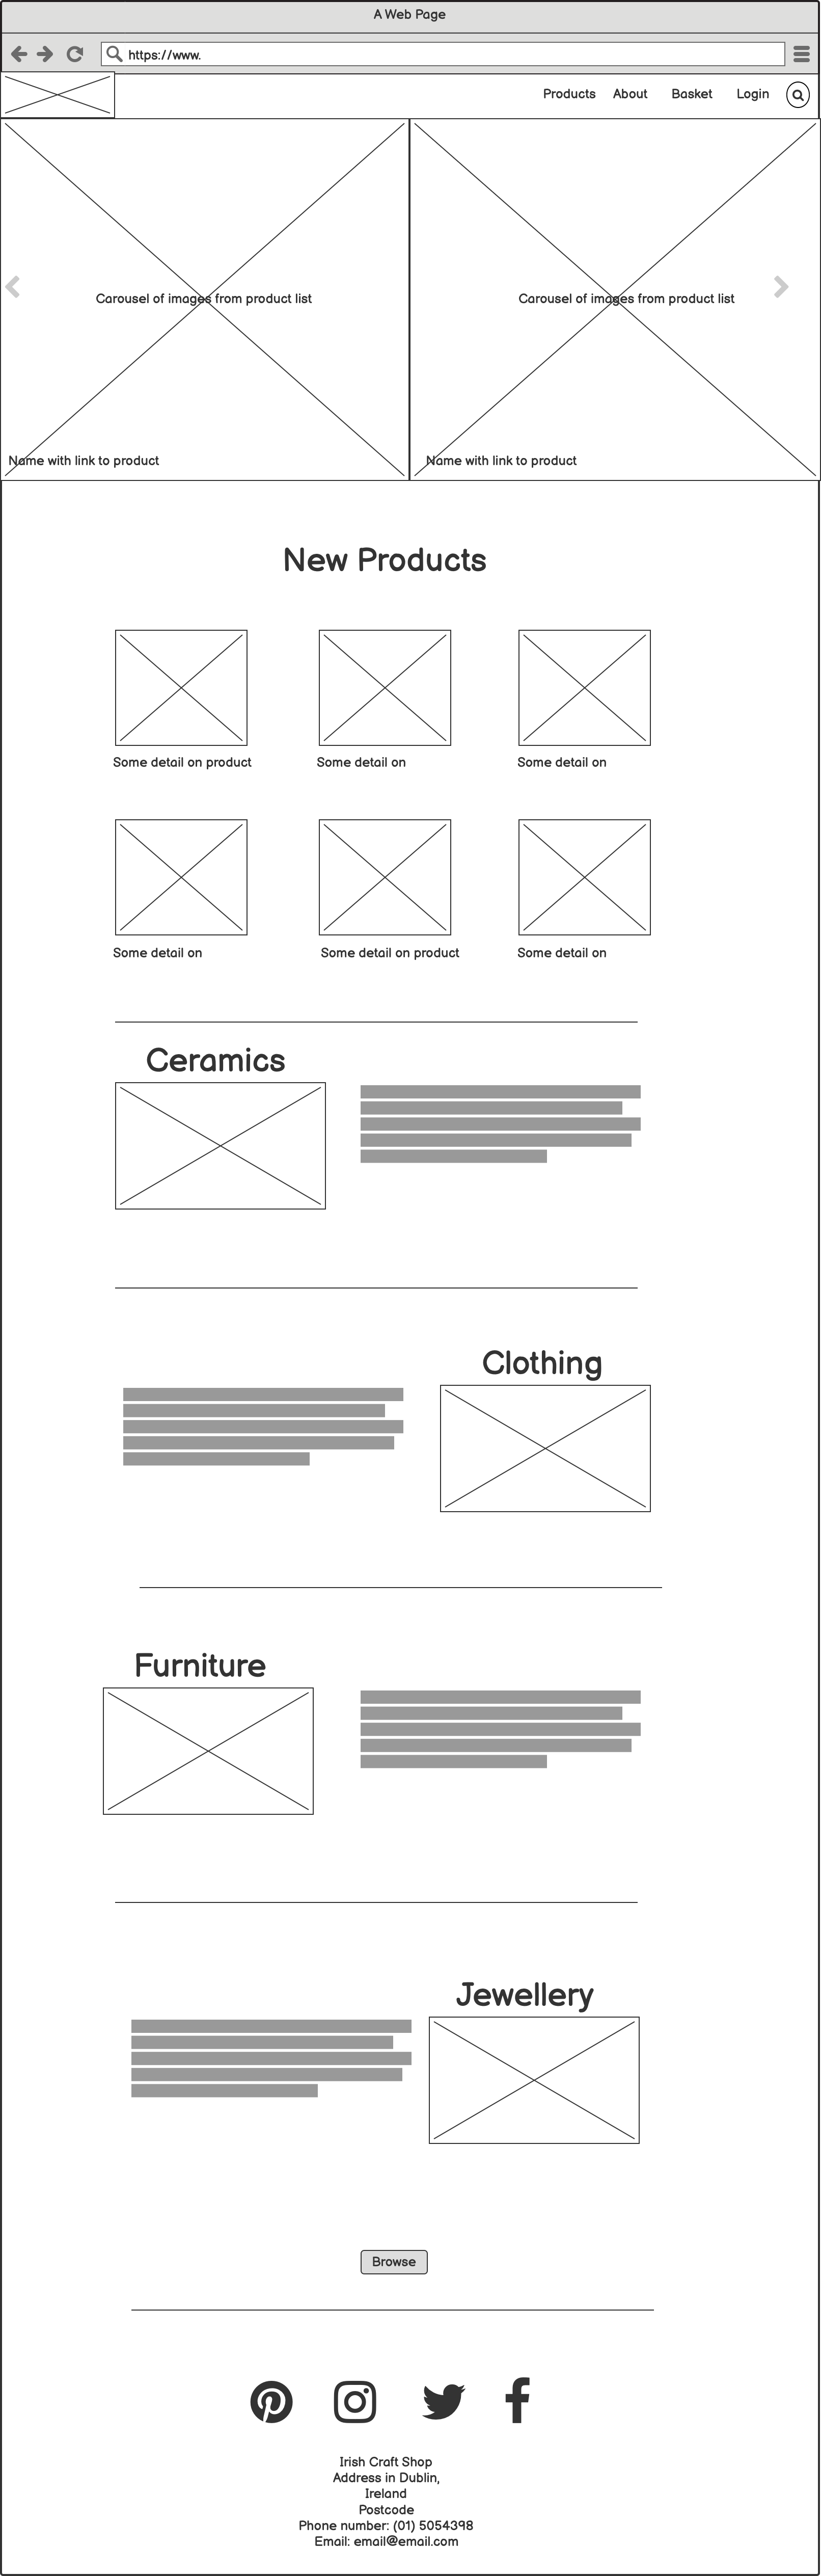 A Web Page
https://www.
Products About Basket Login
Carousel of images from product list
Carousel of images from product list
Name with link to product
Name with link to product
New Products
Some detail on product
Some detail on
Some detail on
Some detail on
Some detail on product
Some detail on
Ceramics
Clothing
Furniture
Jewellery
Browse
Irish Craft Shop
Address in Dublin,
Ireland
Postcode
Phone number: (01) 5054398
Email: email@email.com